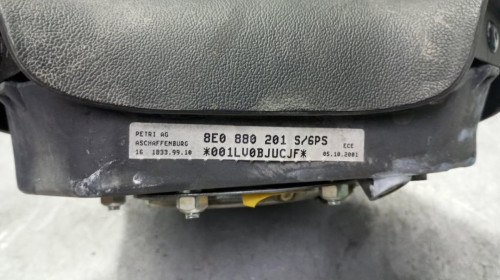 PETRI AG
ASCHAFFENBURG
16 1833.99.10
8E0 880 201 S/6PS
*001LV0BJUCJF*
ECE
05.10.2001